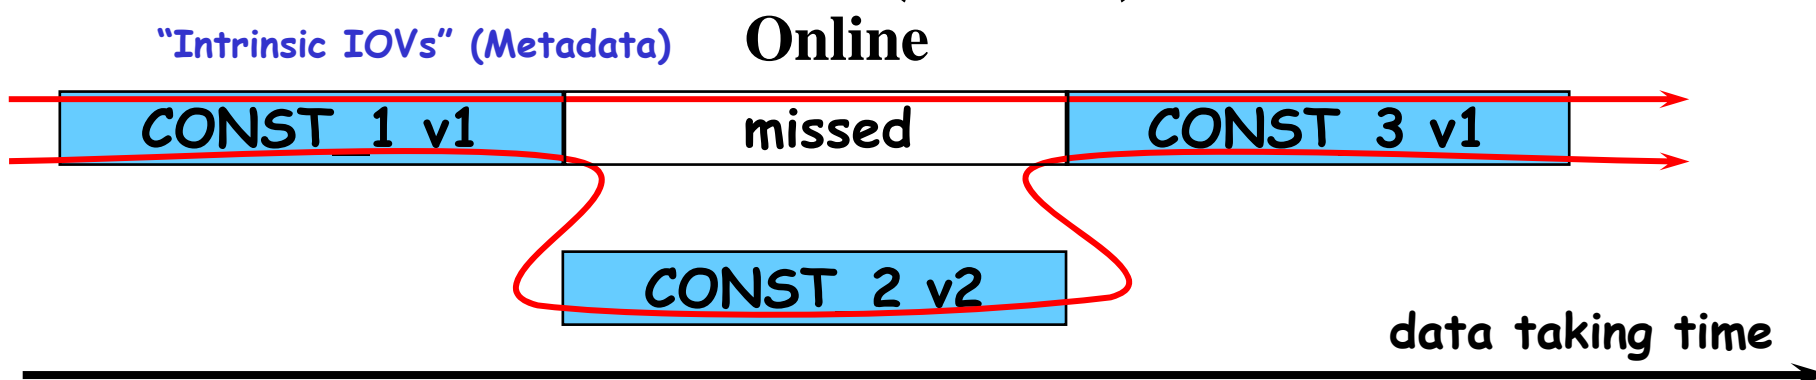 “Intrinsic IOVs” (Metadata) Online
CONST_1 v1 missed CONST_3 v1
CONST_2 v2
data taking time